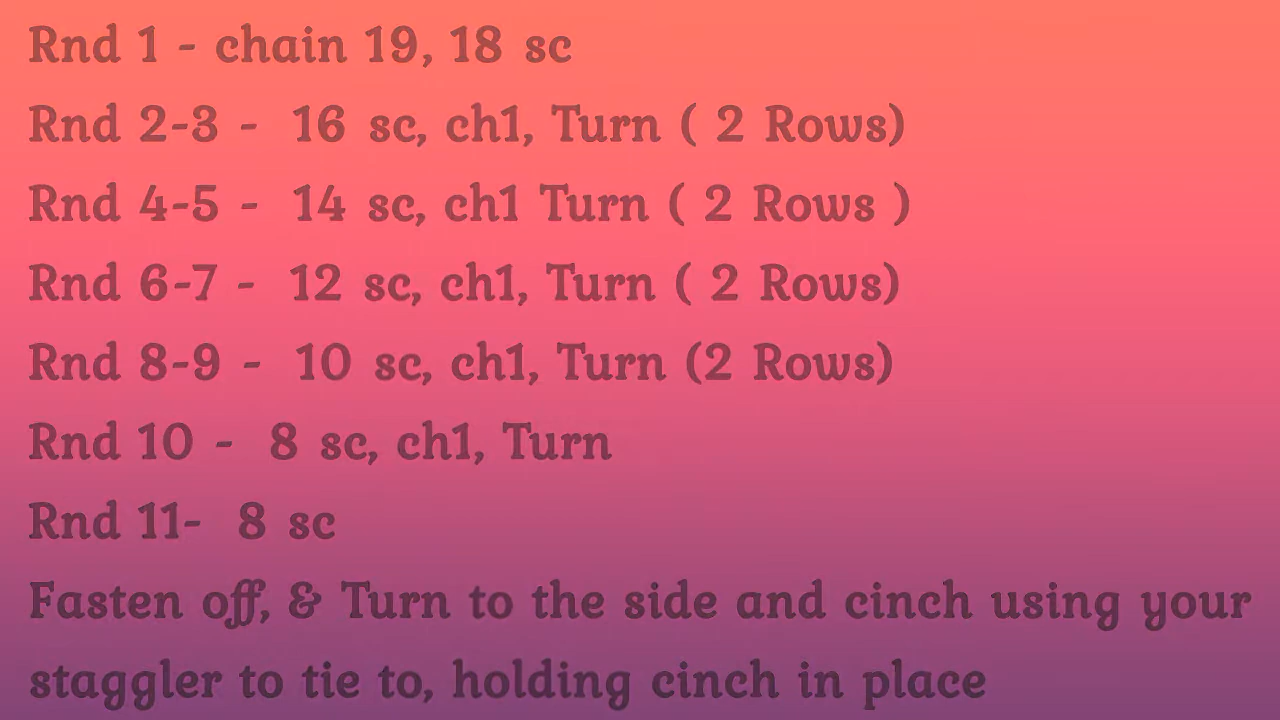 Rnd 1 - chain 19, 18 sc
Rnd 2-3 - 16 sc, ch1, Turn ( 2 Rows)
Rnd 4-5 - 14 sc, ch1 Turn ( 2 Rows )
Rnd 6-7 - 12 sc, ch1, Turn ( 2 Rows)
Rnd 8-9 - 10 sc, ch1, Turn (2 Rows)
Rnd 10 - 8 sc, ch1, Turn
Rnd 11- 8 sc
Fasten off, & Turn to the side and cinch using your
staggler to tie to, holding cinch in place